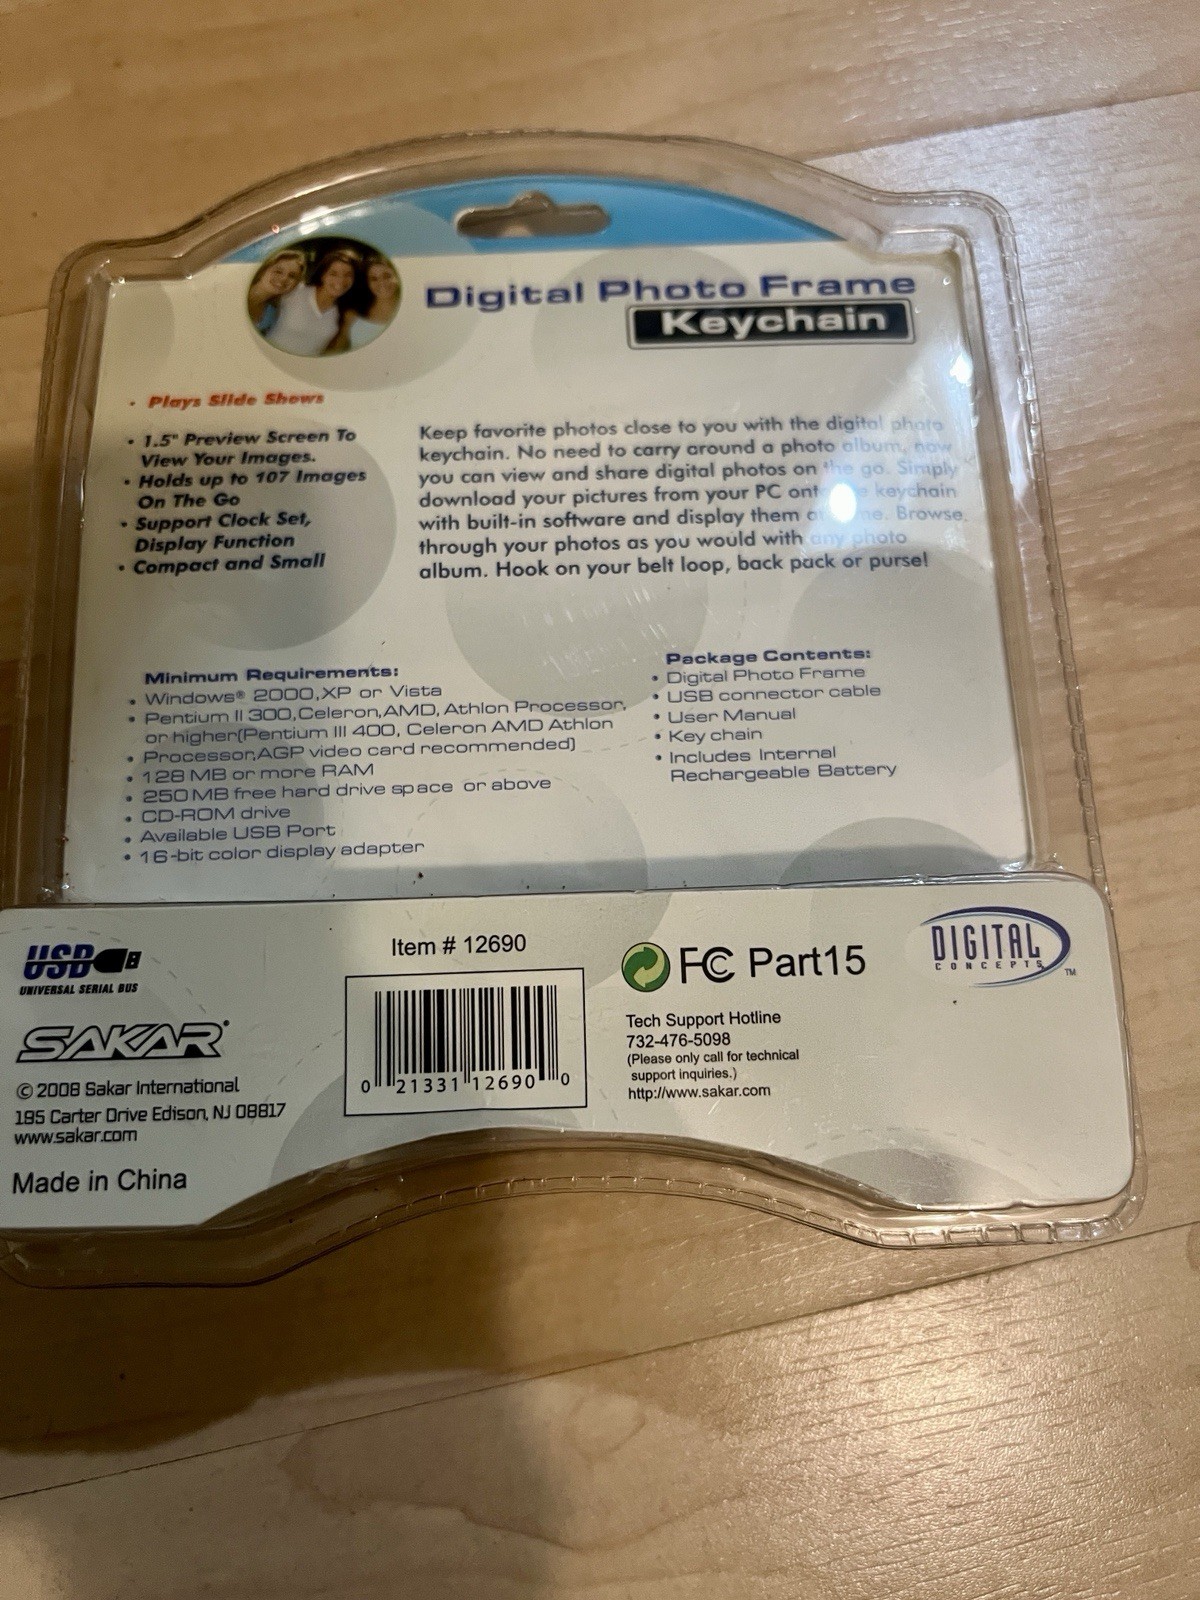 Digital Photo Frame
Keychain
• Plays Slide Shows
• 1.5" Preview Screen To
View Your Images.
• Holds up to 107 Images
On The Go
• Support Clock Set,
Display Function
• Compact and Small
Keep favorite photos close to you with the digital photo
keychain. No need to carry around a photo album, now
you can view and share digital photos on the go. Simply
download your pictures from your PC keychain
with built-in software and display them Browse
through your photos as you would with any photo
album. Hook on your belt loop, back pack or purse!
Minimum Requirements:
• Windows® 2000,XP or Vista
• Pentium II 300,Celeron,AMD, Athlon Processor,
or higher(Pentium III 400, Celeron AMD Athlon
• Processor,AGP video card recommended)
• 128 MB or more RAM
• 250MB free hard drive space or above
• CD-ROM drive
• Available USB Port
• 16-bit color display adapter
Package Contents:
• Digital Photo Frame
• USB connector cable
• User Manual
• Key chain
• Includes Internal
Rechargeable Battery
USB
UNIVERSAL SERIAL BUS
SAKAR®
© 2008 Sakar International
195 Carter Drive Edison, NJ 08817
www.sakar.com
Made in China
Item # 12690
0 21331 12690 0
FC Part15
Tech Support Hotline
732-476-5098
(Please only call for technical
support inquiries.)
http://www.sakar.com
DIGITAL
CONCEPTS
TM